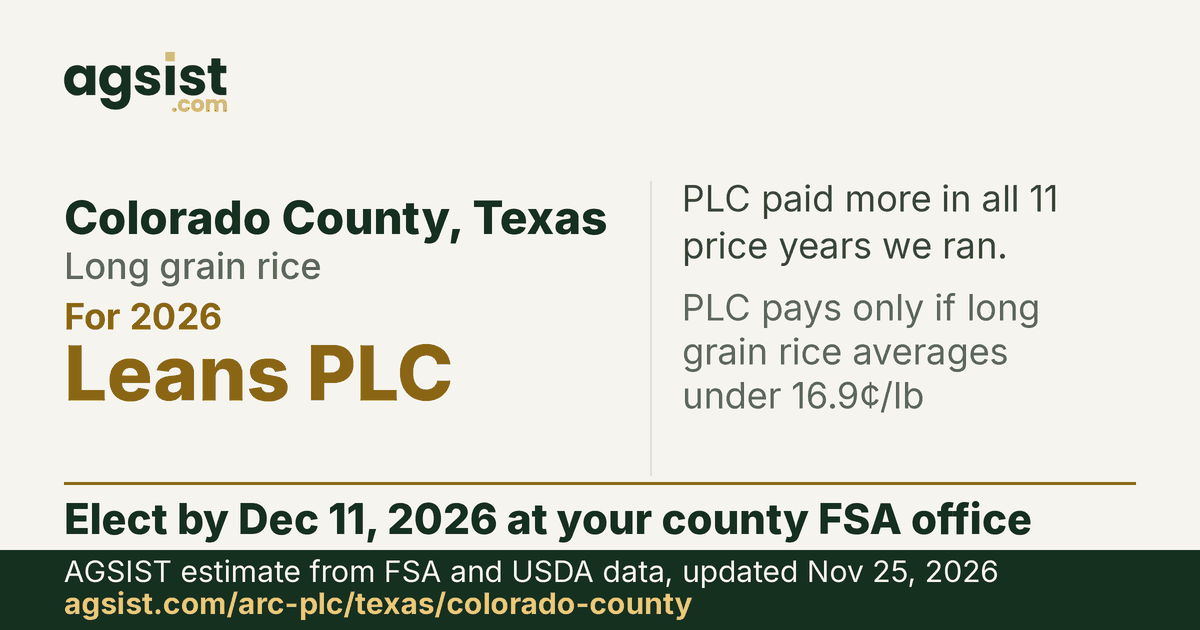 agsist
.com
Colorado County, Texas
Long grain rice
For 2026
Leans PLC
PLC paid more in all 11
price years we ran.
PLC pays only if long
grain rice averages
under 16.9¢/lb
Elect by Dec 11, 2026 at your county FSA office
AGSIST estimate from FSA and USDA data, updated Nov 25, 2026
agsist.com/arc-plc/texas/colorado-county